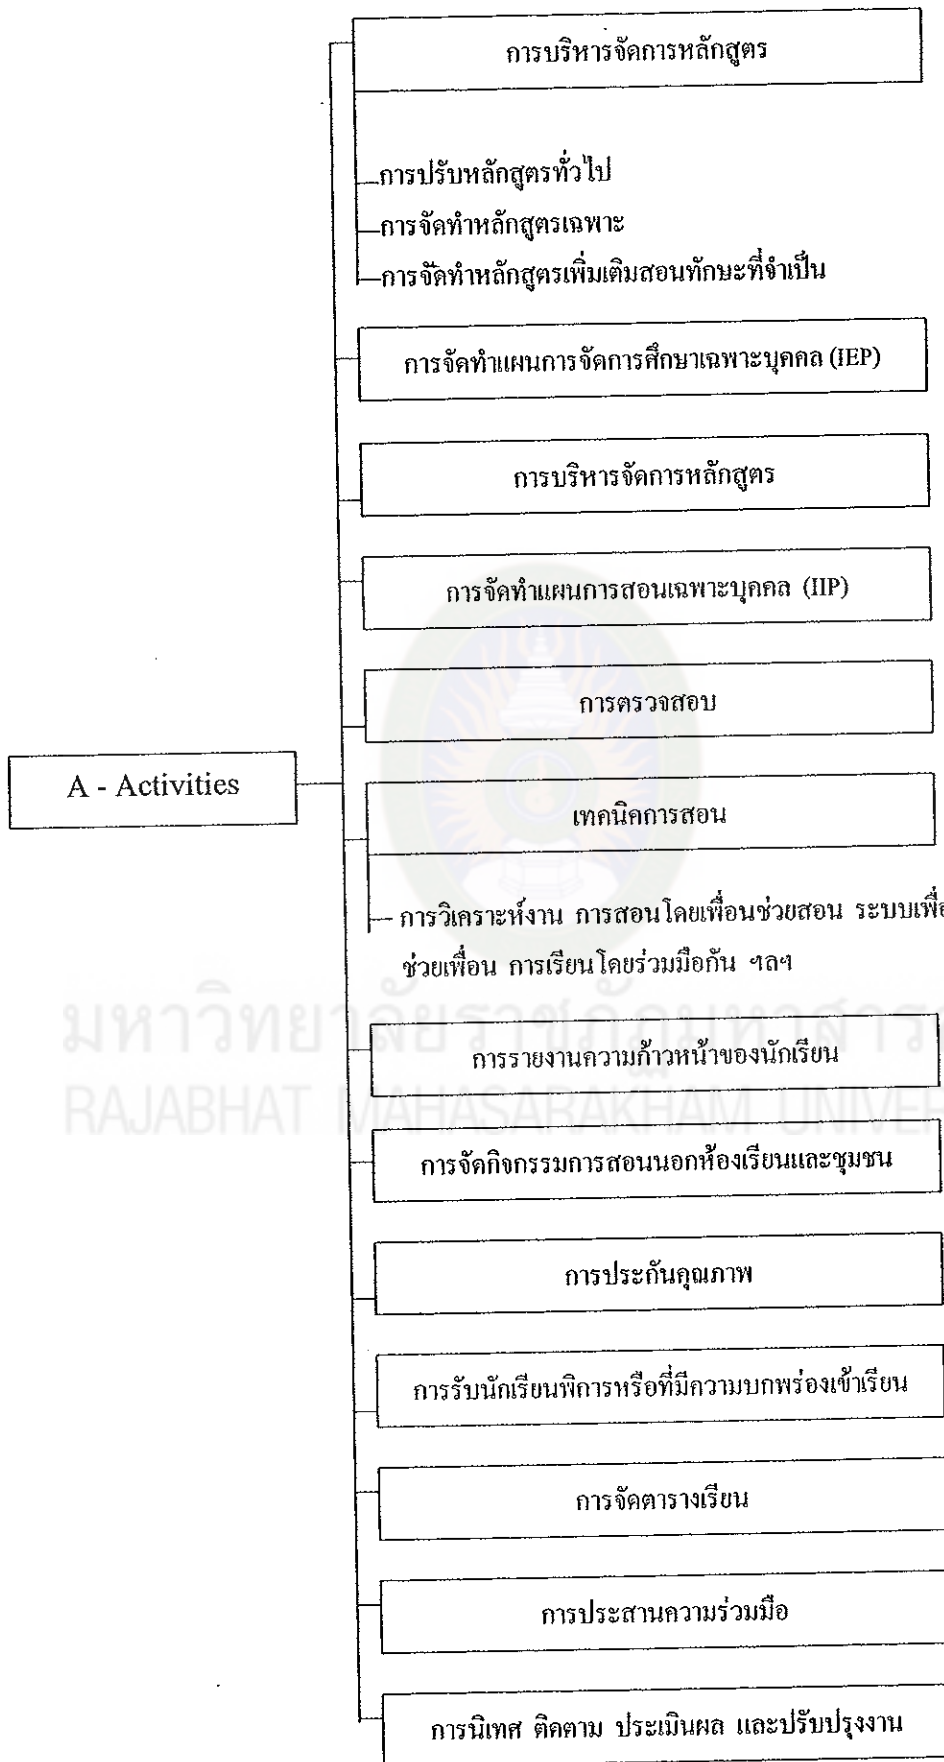 การบริหารจัดการหลักสูตร
การปรับหลักสูตรทั่วไป
การจัดทำหลักสูตรเฉพาะ
การจัดทำหลักสูตรเพิ่มเติมสอนทักษะที่จำเป็น
การจัดทำแผนการจัดการศึกษาเฉพาะบุคคล (IEP)
การบริหารจัดการหลักสูตร
การจัดทำแผนการสอนเฉพาะบุคคล (IIP)
การตรวจสอบ
A - Activities
เทคนิคการสอน
การวิเคราะห์งาน การสอนโดยเพื่อนช่วยสอน ระบบเพื่อ
ช่วยเพื่อน การเรียนโดยร่วมมือกัน ฯลฯ
มหาวิทยาลัยราชภัฏมหาสาร
RAJABHAT MAHASARAKHAM UNIVER
การรายงานความก้าวหน้าของนักเรียน
การจัดกิจกรรมการสอนนอกห้องเรียนและชุมชน
การประกันคุณภาพ
การรับนักเรียนพิการหรือที่มีความบกพร่องเข้าเรียน
การจัดตารางเรียน
การประสานความร่วมมือ
การนิเทศ ติดตาม ประเมินผล และปรับปรุงงาน